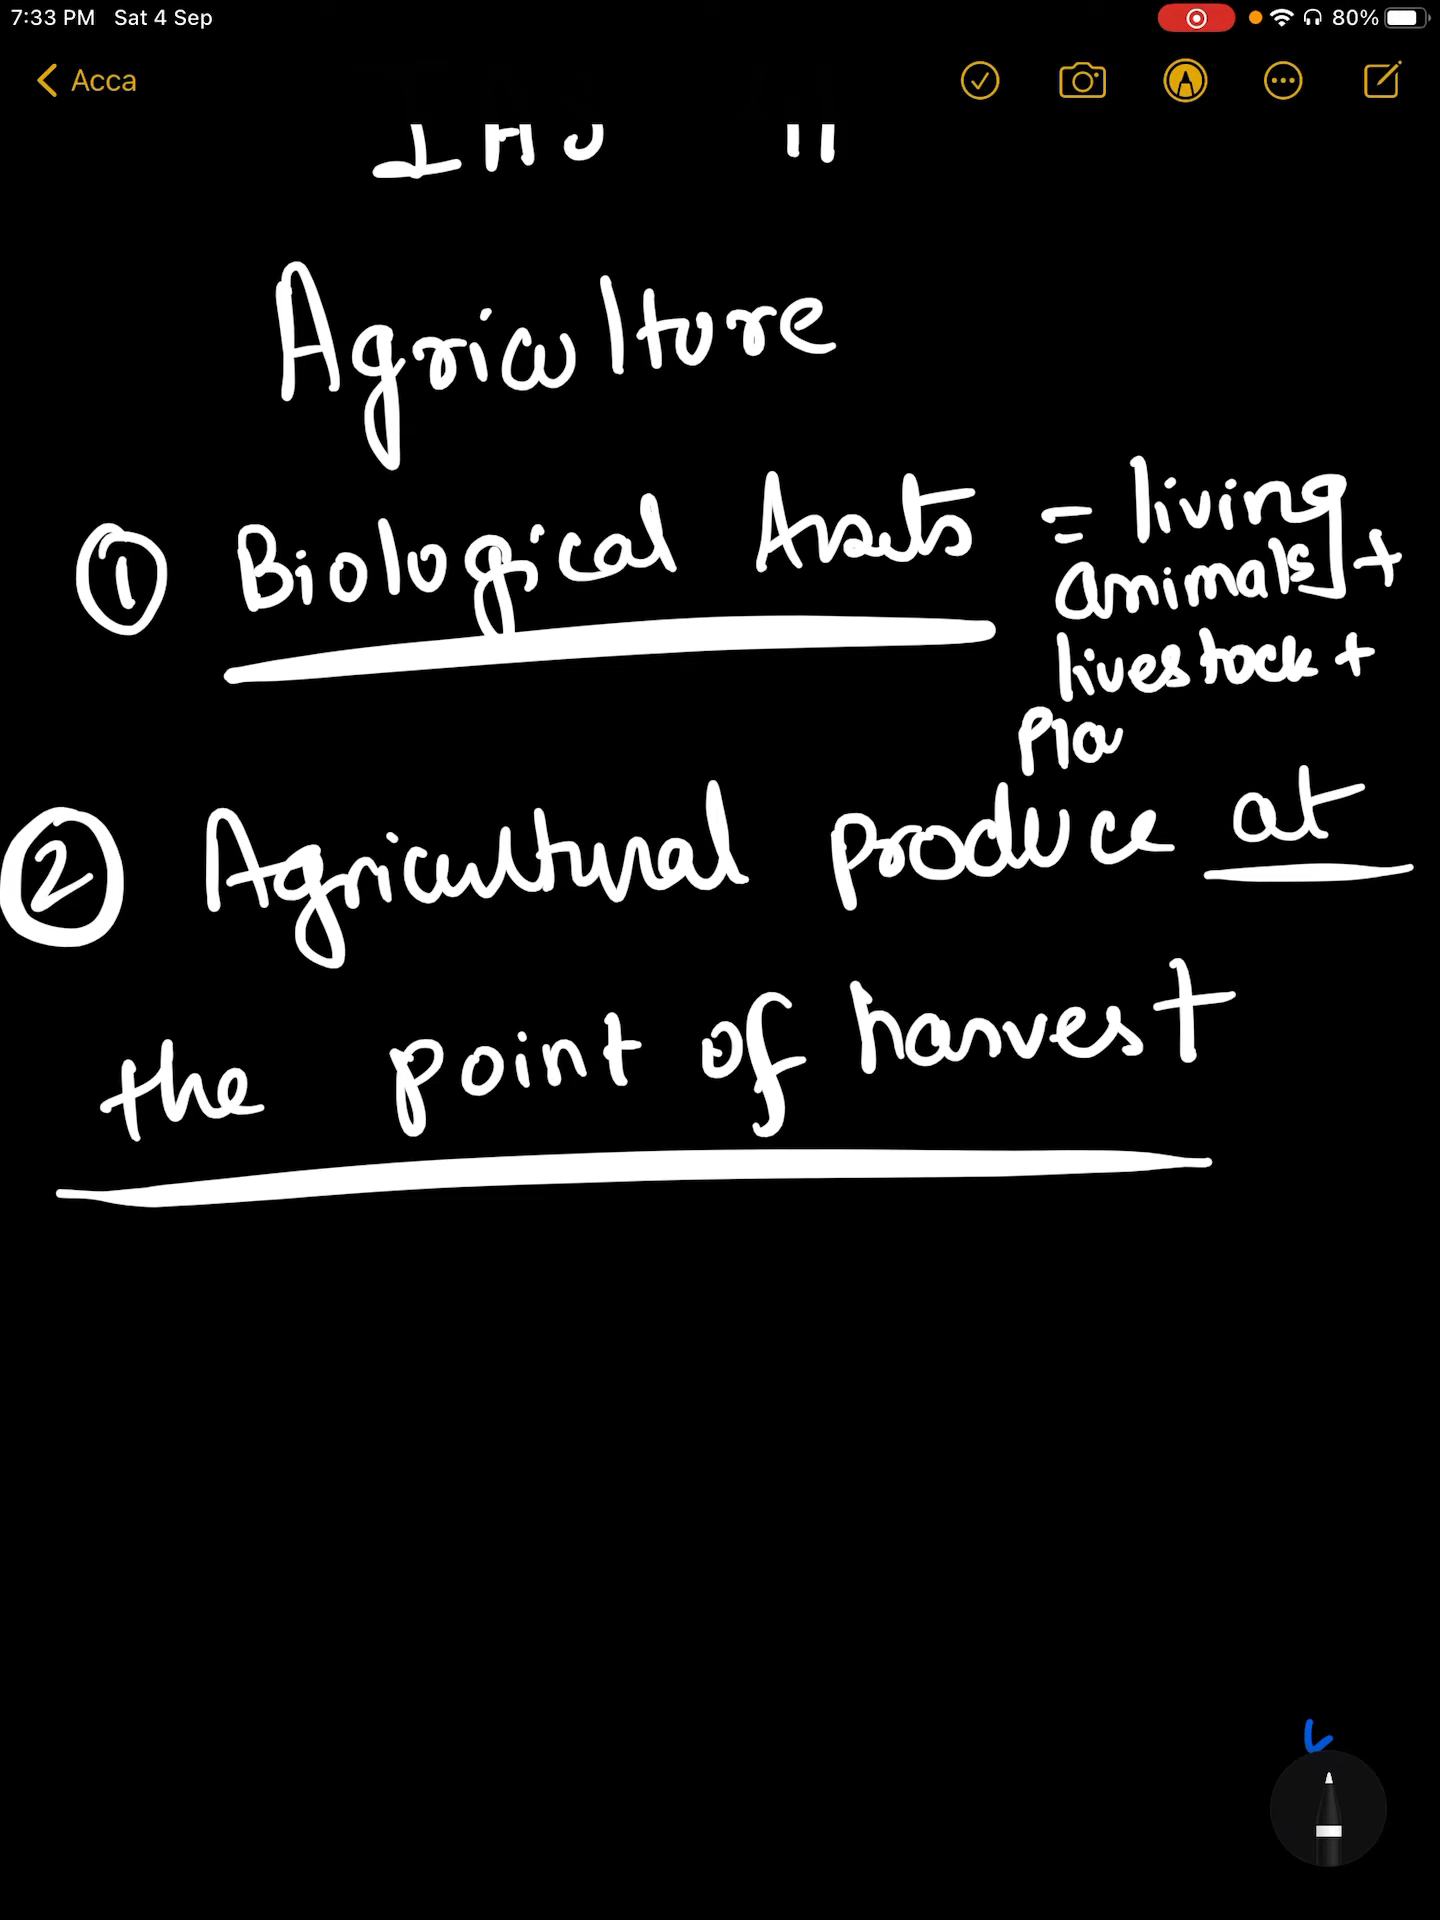 7:33 PM Sat 4 Sep 80%
Acca
Agriculture
1 Biological Assets = living
animals +
livestock +
Pla
2 Agricultural produce at
the point of harvest